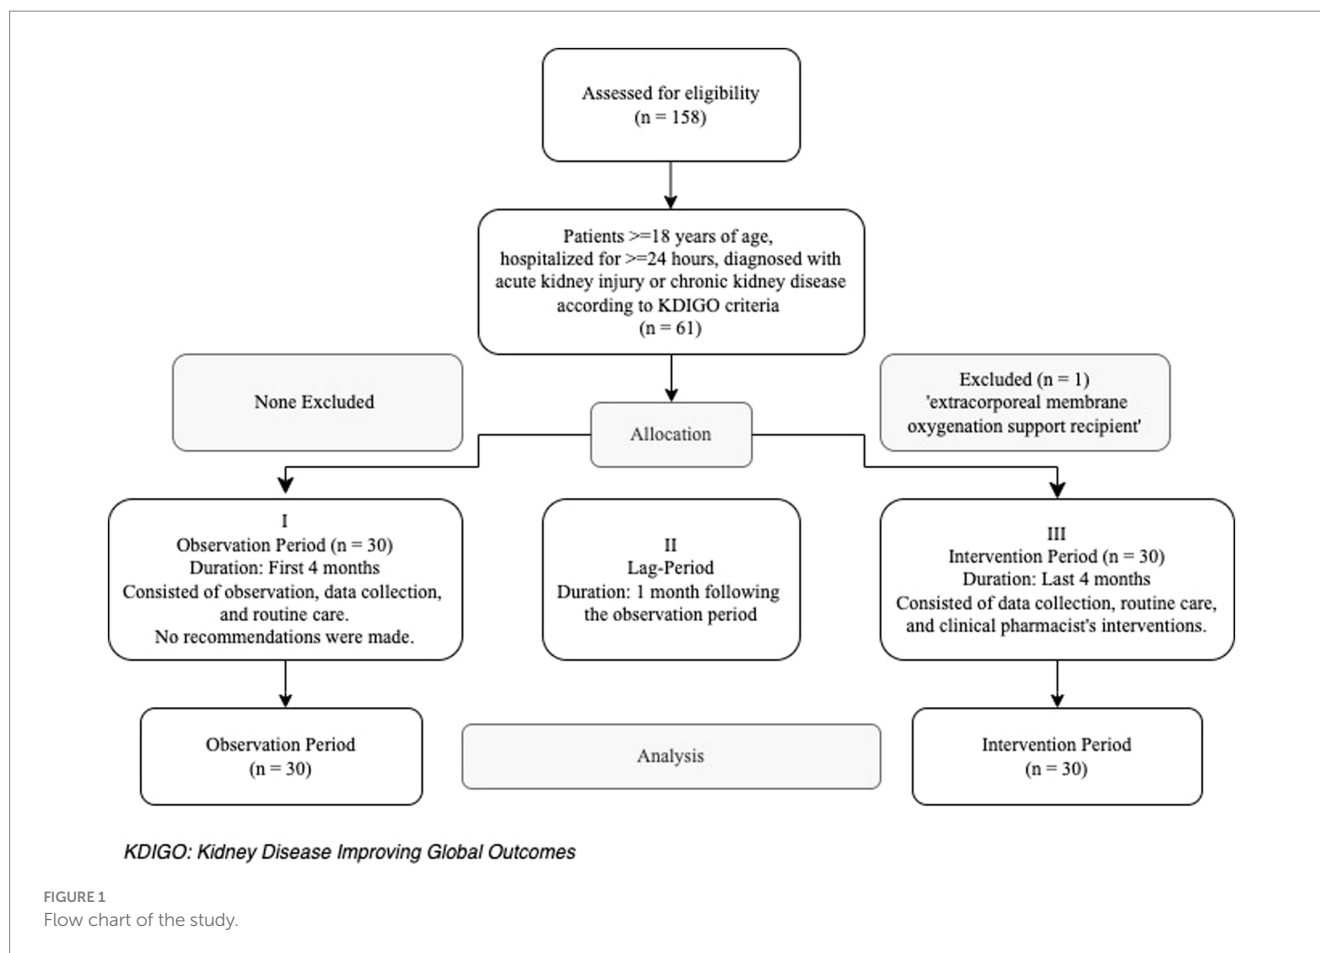 Assessed for eligibility
(n = 158)
Patients >=18 years of age,
hospitalized for >=24 hours, diagnosed with
acute kidney injury or chronic kidney disease
according to KDIGO criteria
(n = 61)
None Excluded
Excluded (n = 1)
'extracorporeal membrane
oxygenation support recipient'
Allocation
I
Observation Period (n = 30)
Duration: First 4 months
Consisted of observation, data collection,
and routine care.
No recommendations were made.
II
Lag-Period
Duration: 1 month following
the observation period
III
Intervention Period (n = 30)
Duration: Last 4 months
Consisted of data collection, routine care,
and clinical pharmacist's interventions.
Observation Period
(n = 30)
Analysis
Intervention Period
(n = 30)
KDIGO: Kidney Disease Improving Global Outcomes
FIGURE 1
Flow chart of the study.